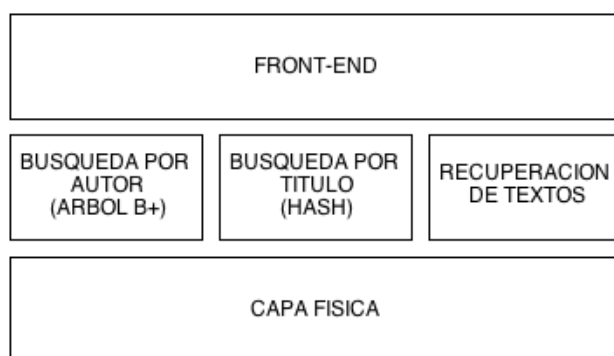 FRONT-END
BUSQUEDA POR
AUTOR
(ARBOL B+)
BUSQUEDA POR
TITULO
(HASH)
RECUPERACION
DE TEXTOS
CAPA FISICA